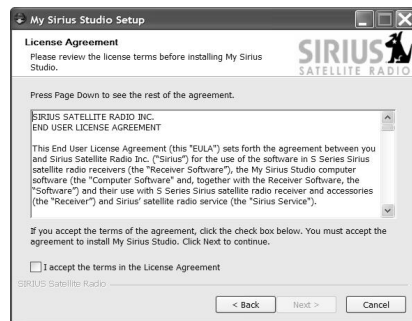 My Sirius Studio Setup
License Agreement
Please review the license terms before installing My Sirius
Studio.
SIRIUS
SATELLITE RADIO
Press Page Down to see the rest of the agreement.
SIRIUS SATELLITE RADIO INC.
END USER LICENSE AGREEMENT
This End User License Agreement (this "EULA") sets forth the agreement between you
and Sirius Satellite Radio Inc. ("Sirius") for the use of the software in S Series Sirius
satellite radio receivers (the "Receiver Software"), the My Sirius Studio computer
software (the "Computer Software" and, together with the Receiver Software, the
"Software") and their use with S Series Sirius satellite radio receiver and accessories
(the "Receiver") and Sirius' satellite radio service (the "Sirius Service").
If you accept the terms of the agreement, click the check box below. You must accept the
agreement to install My Sirius Studio. Click Next to continue.
I accept the terms in the License Agreement
SIRIUS Satellite Radio
< Back Next > Cancel